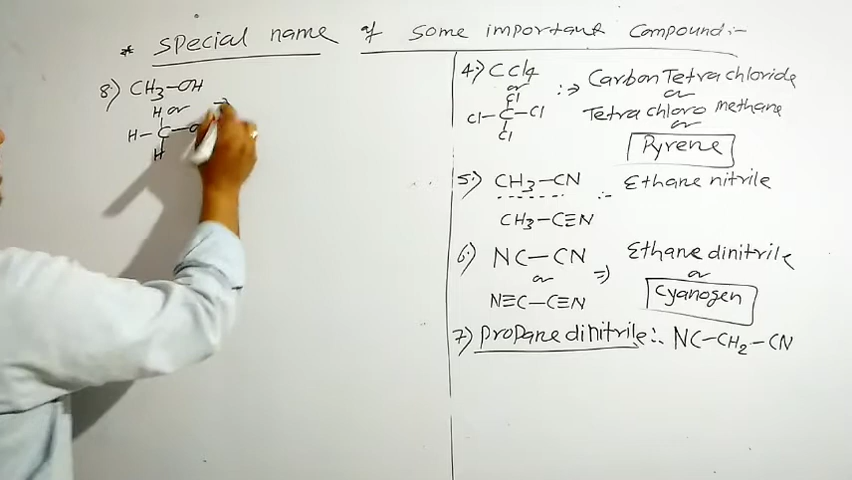 * special name of some important compound:-
8) CH3-OH
or
H
H-C-O
H
4:) CCl4 :→ Carbon Tetra chloride
or
Cl
Cl-C-Cl
Cl
or
Tetra chloro methane
or
Pyrene
5:) CH3-CN :- Ethane nitrile
CH3-C≡N
6:) NC-CN ⇒) Ethane dinitrile
or
N≡C-C≡N
or
Cyanogen
7) propane dinitrile:. NC-CH2-CN